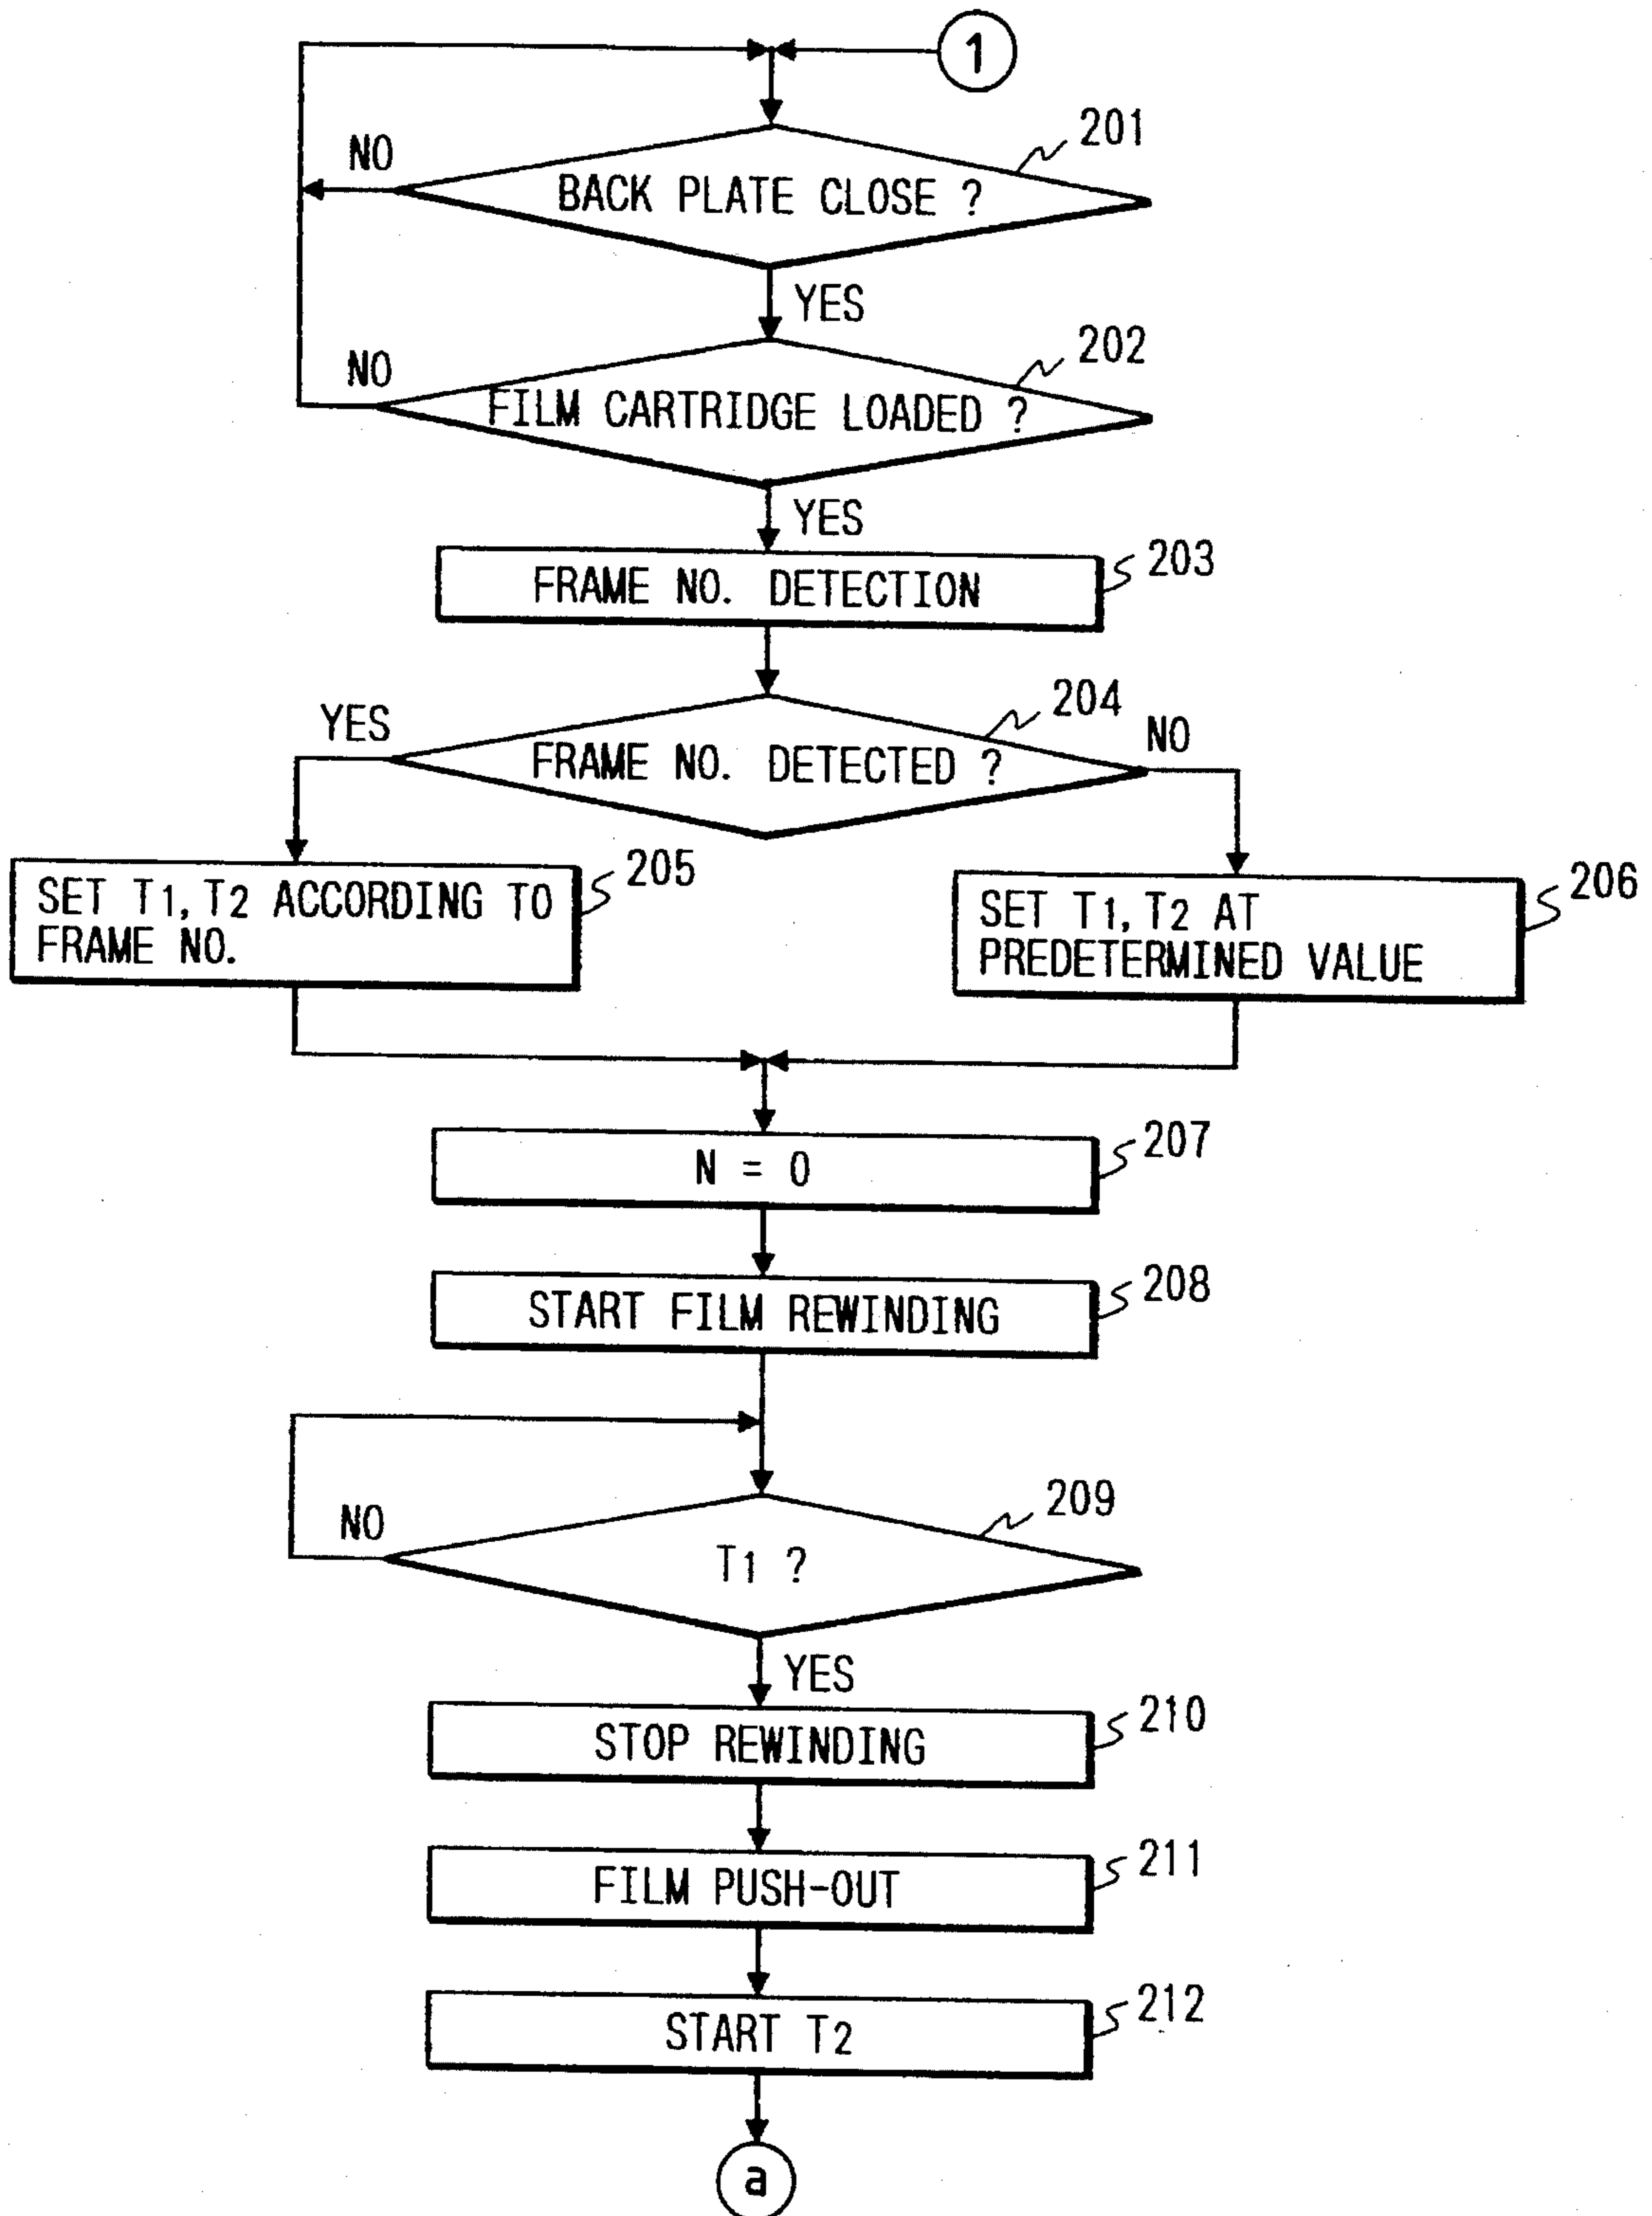 1
201
NO
BACK PLATE CLOSE ?
YES
202
NO
FILM CARTRIDGE LOADED ?
YES
203
FRAME NO. DETECTION
204
YES
NO
FRAME NO. DETECTED ?
205
SET T1, T2 ACCORDING TO
FRAME NO.
206
SET T1, T2 AT
PREDETERMINED VALUE
207
N = 0
208
START FILM REWINDING
209
NO
T1 ?
YES
210
STOP REWINDING
211
FILM PUSH-OUT
212
START T2
a